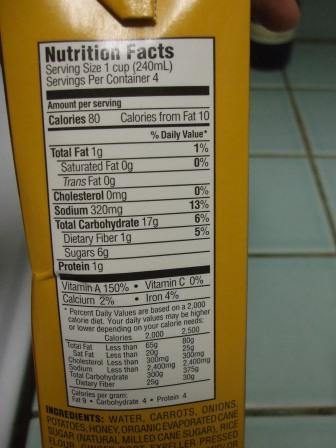 Nutrition Facts
Serving Size 1 cup (240mL)
Servings Per Container 4
Amount per serving
Calories 80 Calories from Fat 10
% Daily Value*
Total Fat 1g 1%
Saturated Fat 0g 0%
Trans Fat 0g
Cholesterol 0mg 0%
Sodium 320mg 13%
Total Carbohydrate 17g 6%
Dietary Fiber 1g 5%
Sugars 6g
Protein 1g
Vitamin A 150% • Vitamin C 0%
Calcium 2% • Iron 4%
* Percent Daily Values are based on a 2,000
calorie diet. Your daily values may be higher
or lower depending on your calorie needs:
Calories 2,000 2,500
Total Fat Less than 65g 80g
Sat Fat Less than 20g 25g
Cholesterol Less than 300mg 300mg
Sodium Less than 2,400mg 2,400mg
Total Carbohydrate 300g 375g
Dietary Fiber 25g 30g
Calories per gram:
Fat 9 • Carbohydrate 4 • Protein 4
INGREDIENTS: WATER, CARROTS, ONIONS,
POTATOES, HONEY, ORGANIC EVAPORATED CANE
SUGAR (NATURAL MILLED CANE SUGAR), RICE
FLOUR, EXPELLER PRESSED